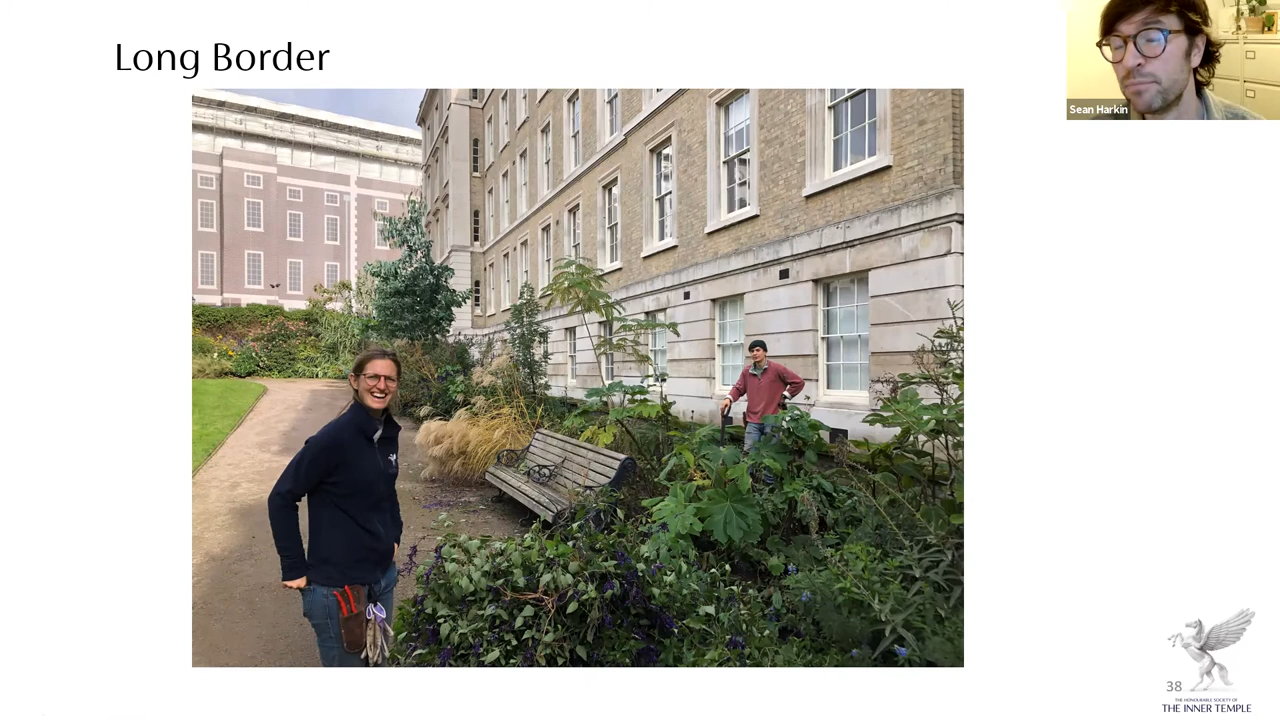 Long Border
Sean Harkin
38
THE HONOURABLE SOCIETY OF
THE INNER TEMPLE